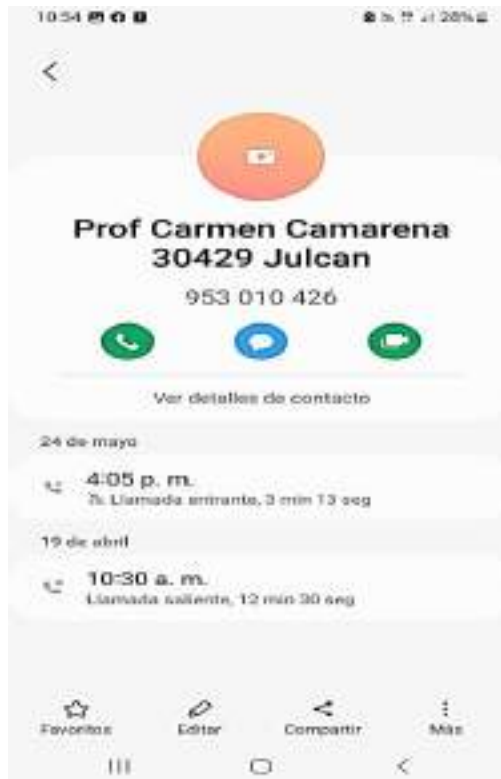 10:54
28%
Prof Carmen Camarena
30429 Julcan
953 010 426
Ver detalles de contacto
24 de mayo
4:05 p. m.
Llamada entrante, 3 min 13 seg
19 de abril
10:30 a. m.
Llamada saliente, 12 min 30 seg
Favoritos
Editar
Compartir
Más